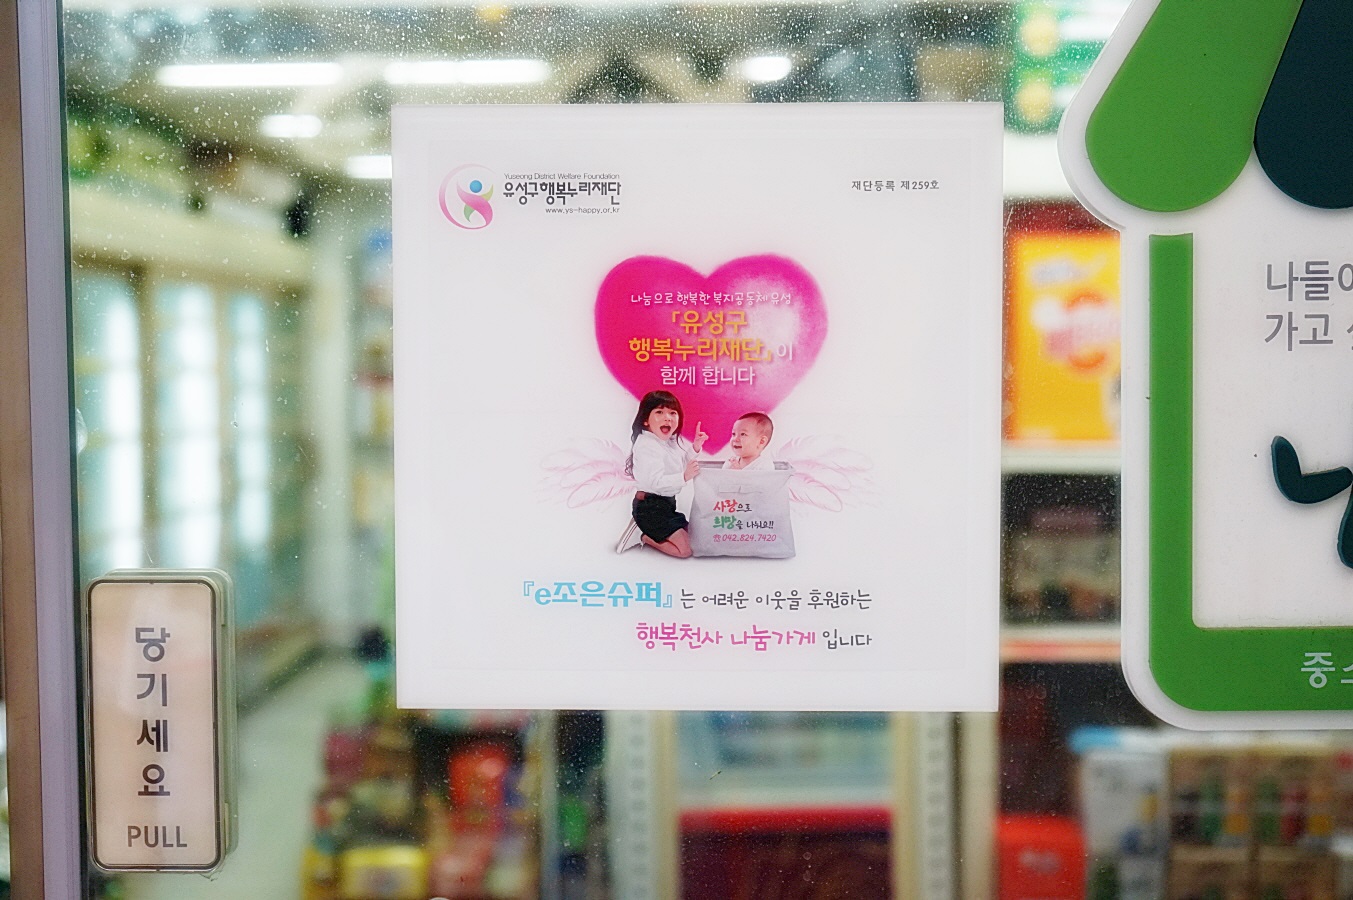 Yuseong District Welfare Foundation
유성구행복누리재단
www.ys-happy.or.kr
재단등록 제259호
나눔으로 행복한 복지공동체 유성
「유성구
행복누리재단」이
함께 합니다
사랑으로
희망을 나눠요!!
☎042.824.7420
『e조은슈퍼』는 어려운 이웃을 후원하는
행복천사 나눔가게 입니다
당
기
세
요
PULL
나들
가고
중